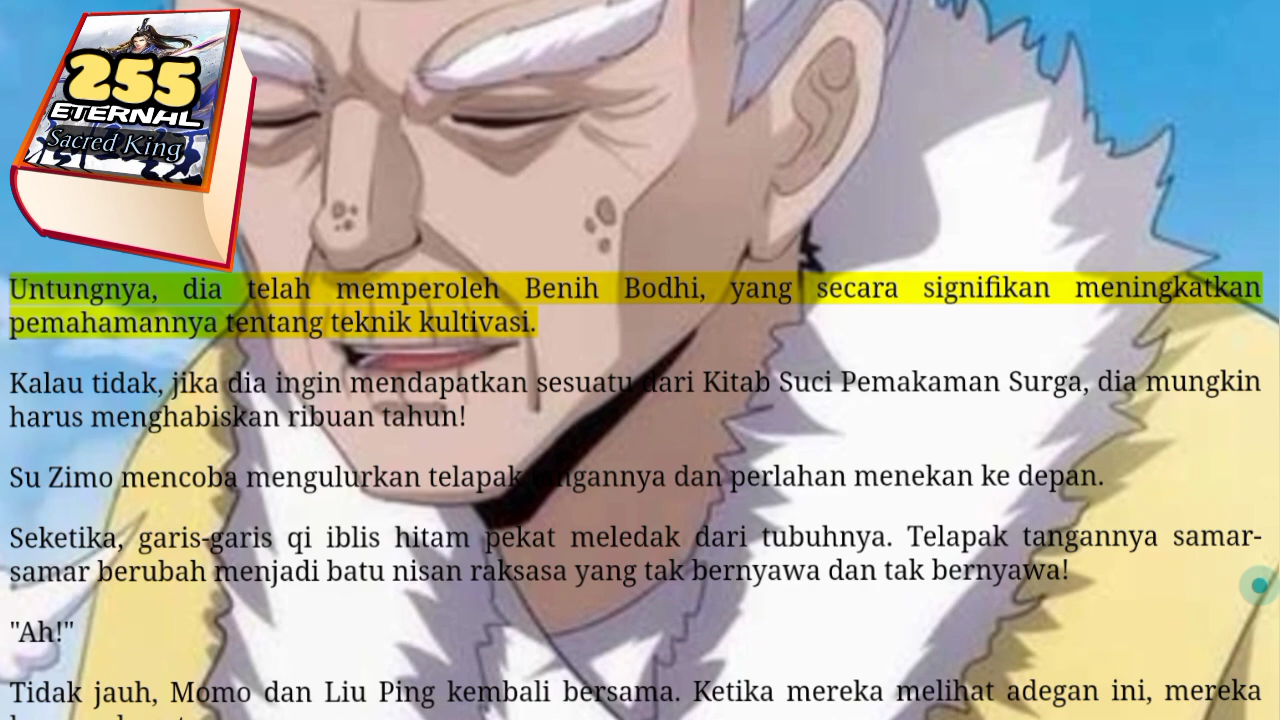 255
ETERNAL
Sacred King
Untungnya, dia telah memperoleh Benih Bodhi, yang secara signifikan meningkatkan
pemahamannya tentang teknik kultivasi.
Kalau tidak, jika dia ingin mendapatkan sesuatu dari Kitab Suci Pemakaman Surga, dia mungkin
harus menghabiskan ribuan tahun!
Su Zimo mencoba mengulurkan telapak tangannya dan perlahan menekan ke depan.
Seketika, garis-garis qi iblis hitam pekat meledak dari tubuhnya. Telapak tangannya samar-
samar berubah menjadi batu nisan raksasa yang tak bernyawa dan tak bernyawa!
"Ah!"
Tidak jauh, Momo dan Liu Ping kembali bersama. Ketika mereka melihat adegan ini, mereka